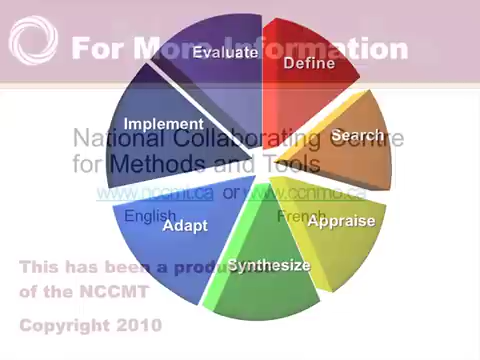 For More Information
Evaluate
Define
Implement
Search
National Collaborating Centre
for Methods and Tools
www.nccmt.ca or www.ccnmo.ca
English French
Adapt
Appraise
Synthesize
This has been a production
of the NCCMT
Copyright 2010